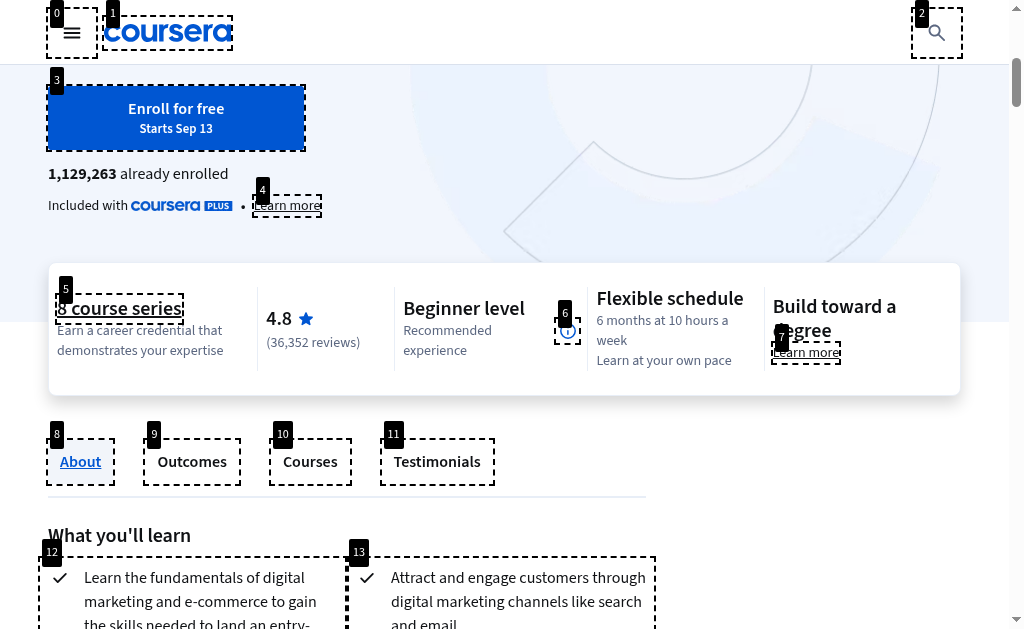 0
1
coursera
2
3
Enroll for free
Starts Sep 13
1,129,263 already enrolled
4
Included with coursera PLUS • Learn more
5
8 course series
Earn a career credential that
demonstrates your expertise
4.8
(36,352 reviews)
Beginner level
Recommended
experience
6
Flexible schedule
6 months at 10 hours a
week
Learn at your own pace
Build toward a
degree
7
Learn more
8
About
9
Outcomes
10
Courses
11
Testimonials
What you'll learn
12
Learn the fundamentals of digital
marketing and e-commerce to gain
the skills needed to land an entry-
13
Attract and engage customers through
digital marketing channels like search
and email